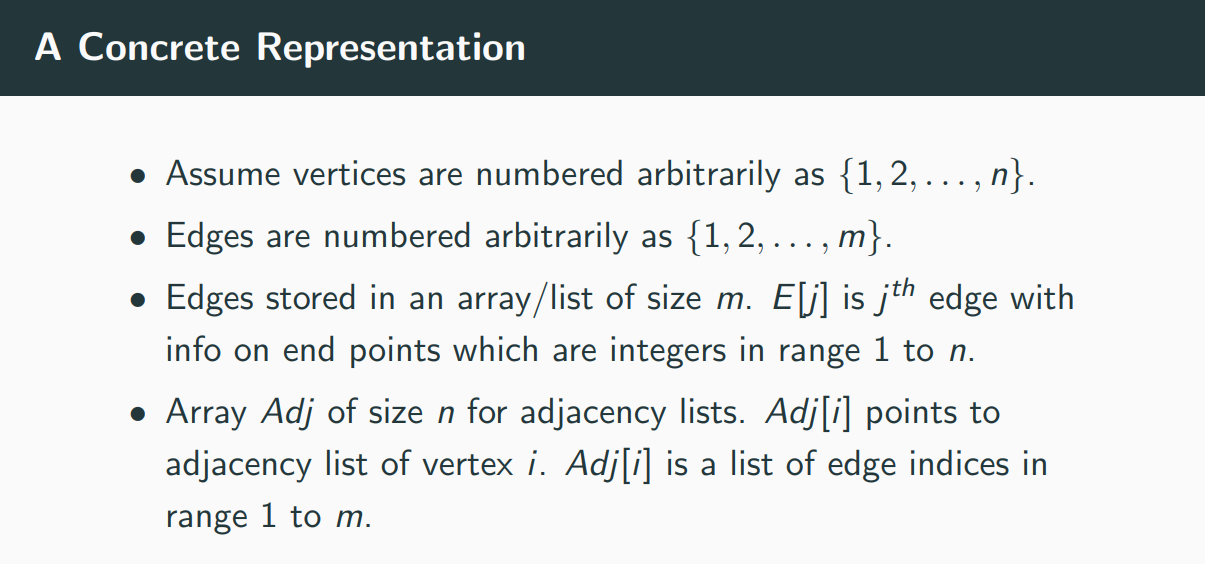 A Concrete Representation
• Assume vertices are numbered arbitrarily as {1, 2, . . . , n}.
• Edges are numbered arbitrarily as {1, 2, . . . , m}.
• Edges stored in an array/list of size m. E[j] is j^th edge with
info on end points which are integers in range 1 to n.
• Array Adj of size n for adjacency lists. Adj[i] points to
adjacency list of vertex i. Adj[i] is a list of edge indices in
range 1 to m.